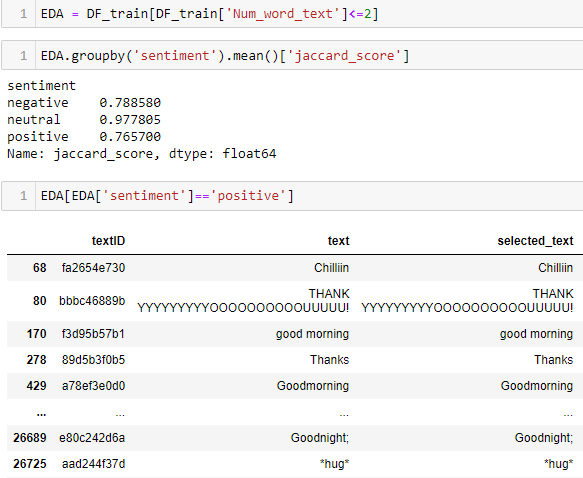 1 EDA = DF_train[DF_train['Num_word_text']<=2]
1 EDA.groupby('sentiment').mean()['jaccard_score']
sentiment
negative 0.788580
neutral 0.977805
positive 0.765700
Name: jaccard_score, dtype: float64
1 EDA[EDA['sentiment']=='positive']
textID text selected_text
68 fa2654e730 Chilliin Chilliin
80 bbbc46889b THANK YYYYYYYYYOOOOOOOOOOUUUUU! THANK YYYYYYYYYOOOOOOOOOOUUUUU!
170 f3d95b57b1 good morning good morning
278 89d5b3f0b5 Thanks Thanks
429 a78ef3e0d0 Goodmorning Goodmorning
... ... ... ...
26689 e80c242d6a Goodnight; Goodnight;
26725 aad244f37d *hug* *hug*